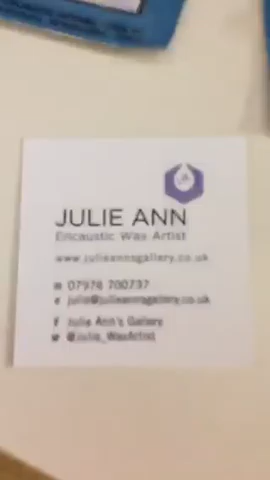 JULIE ANN
Encaustic Wax Artist
www.julieannsgallery.co.uk
m 07976 700737
e julie@julieannsgallery.co.uk
f Julie Ann's Gallery
@Julie_WaxArtist